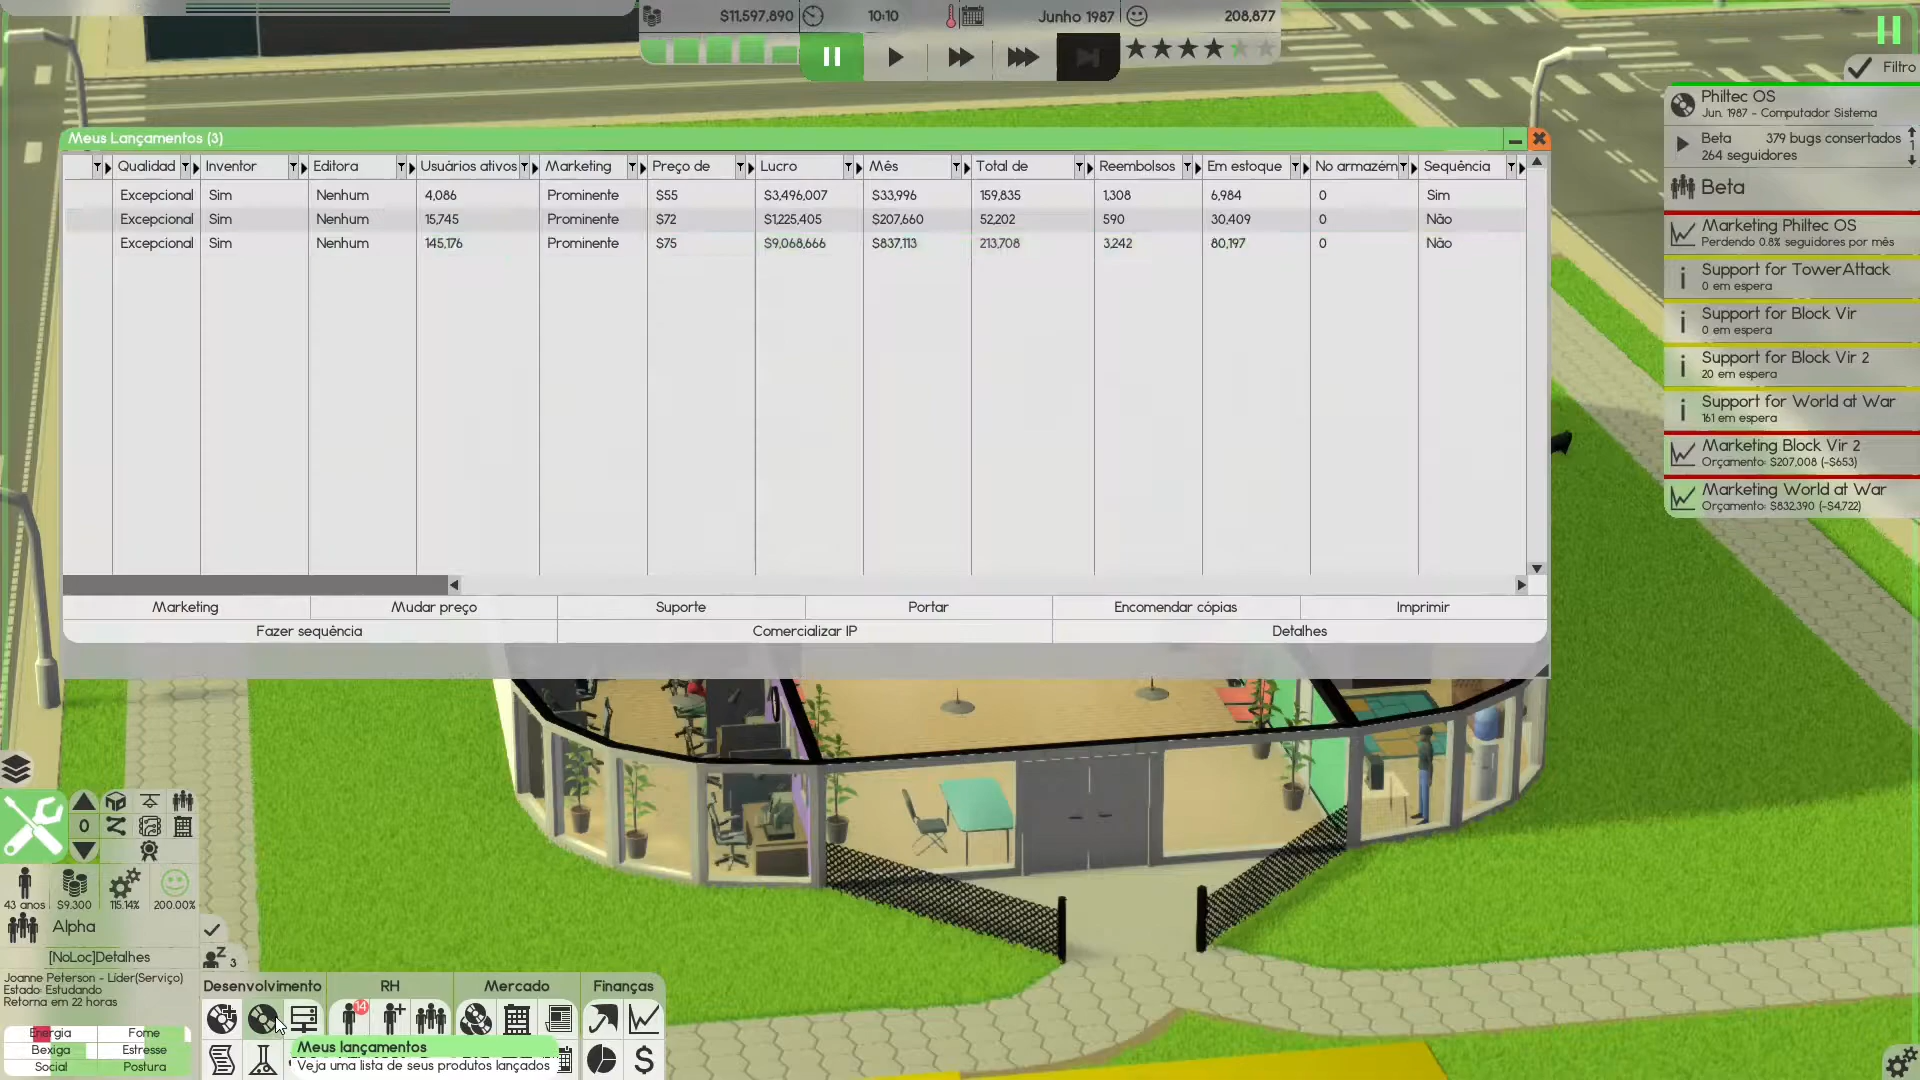 $11,597,890
10:10
Junho 1987
208,877
Filtro
Philtec OS
Jun. 1987 - Computador Sistema
Beta 379 bugs consertados
264 seguidores
1
Beta
Marketing Philtec OS
Perdendo 0.8% seguidores por mês
Support for TowerAttack
0 em espera
Support for Block Vir
0 em espera
Support for Block Vir 2
20 em espera
Support for World at War
161 em espera
Marketing Block Vir 2
Orçamento: $207,008 (-$653)
Marketing World at War
Orçamento: $832,390 (-$4,722)
Meus Lançamentos (3)
Qualidad Inventor Editora Usuários ativos Marketing Preço de Lucro Mês Total de Reembolsos Em estoque No armazém Sequência
Excepcional Sim Nenhum 4,086 Prominente $55 $3,496,007 $33,996 159,835 1,308 6,984 0 Sim
Excepcional Sim Nenhum 15,745 Prominente $72 $1,225,405 $207,660 52,202 590 30,409 0 Não
Excepcional Sim Nenhum 145,176 Prominente $75 $9,068,666 $837,113 213,708 3,242 80,197 0 Não
Marketing Mudar preço Suporte Portar Encomendar cópias Imprimir
Fazer sequência Comercializar IP Detalhes
0
43 anos $9.300 115.14% 200.00%
Alpha
[NoLoc]Detalhes
Joanne Peterson - Líder(Serviço)
Estado: Estudando
Retorna em 22 horas
Energia Fome
Bexiga Estresse
Social Postura
Z 3
Desenvolvimento RH Mercado Finanças
14
Meus lançamentos
Veja uma lista de seus produtos lançados